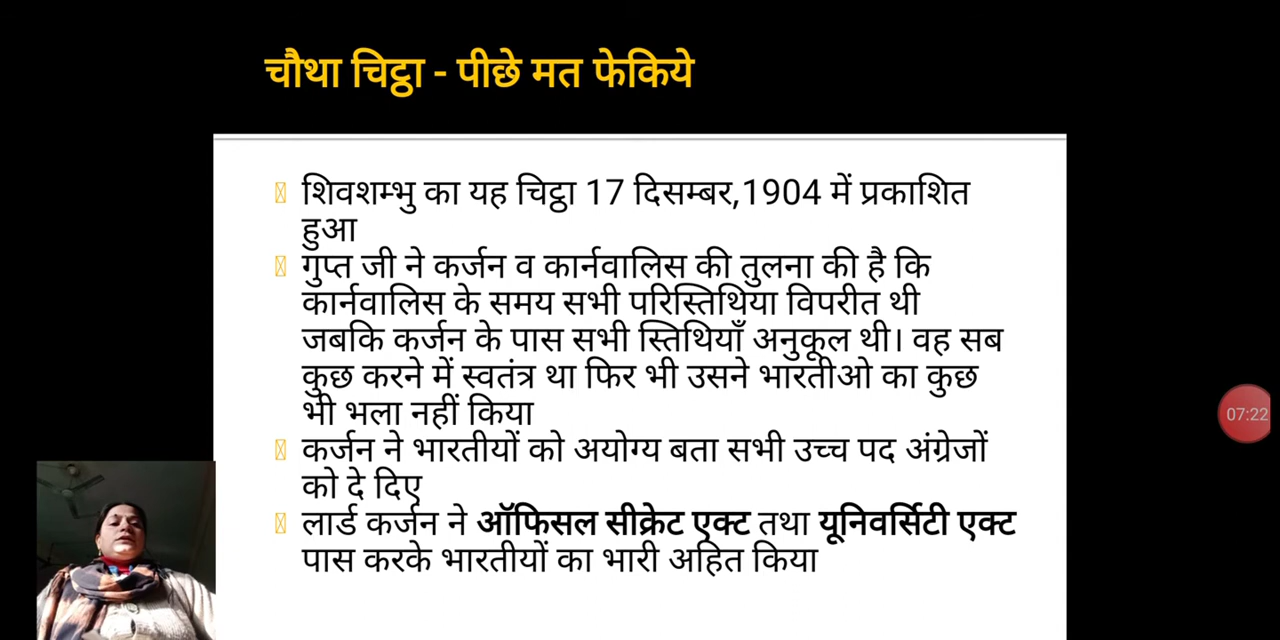 चौथा चिट्ठा - पीछे मत फेकिये
शिवशम्भु का यह चिट्ठा 17 दिसम्बर,1904 में प्रकाशित
हुआ
गुप्त जी ने कर्जन व कार्नवालिस की तुलना की है कि
कार्नवालिस के समय सभी परिस्तिथिया विपरीत थी
जबकि कर्जन के पास सभी स्तिथियाँ अनुकूल थी। वह सब
कुछ करने में स्वतंत्र था फिर भी उसने भारतीओ का कुछ
भी भला नहीं किया
कर्जन ने भारतीयों को अयोग्य बता सभी उच्च पद अंग्रेजों
को दे दिए
लार्ड कर्जन ने ऑफिसल सीक्रेट एक्ट तथा यूनिवर्सिटी एक्ट
पास करके भारतीयों का भारी अहित किया
07:22